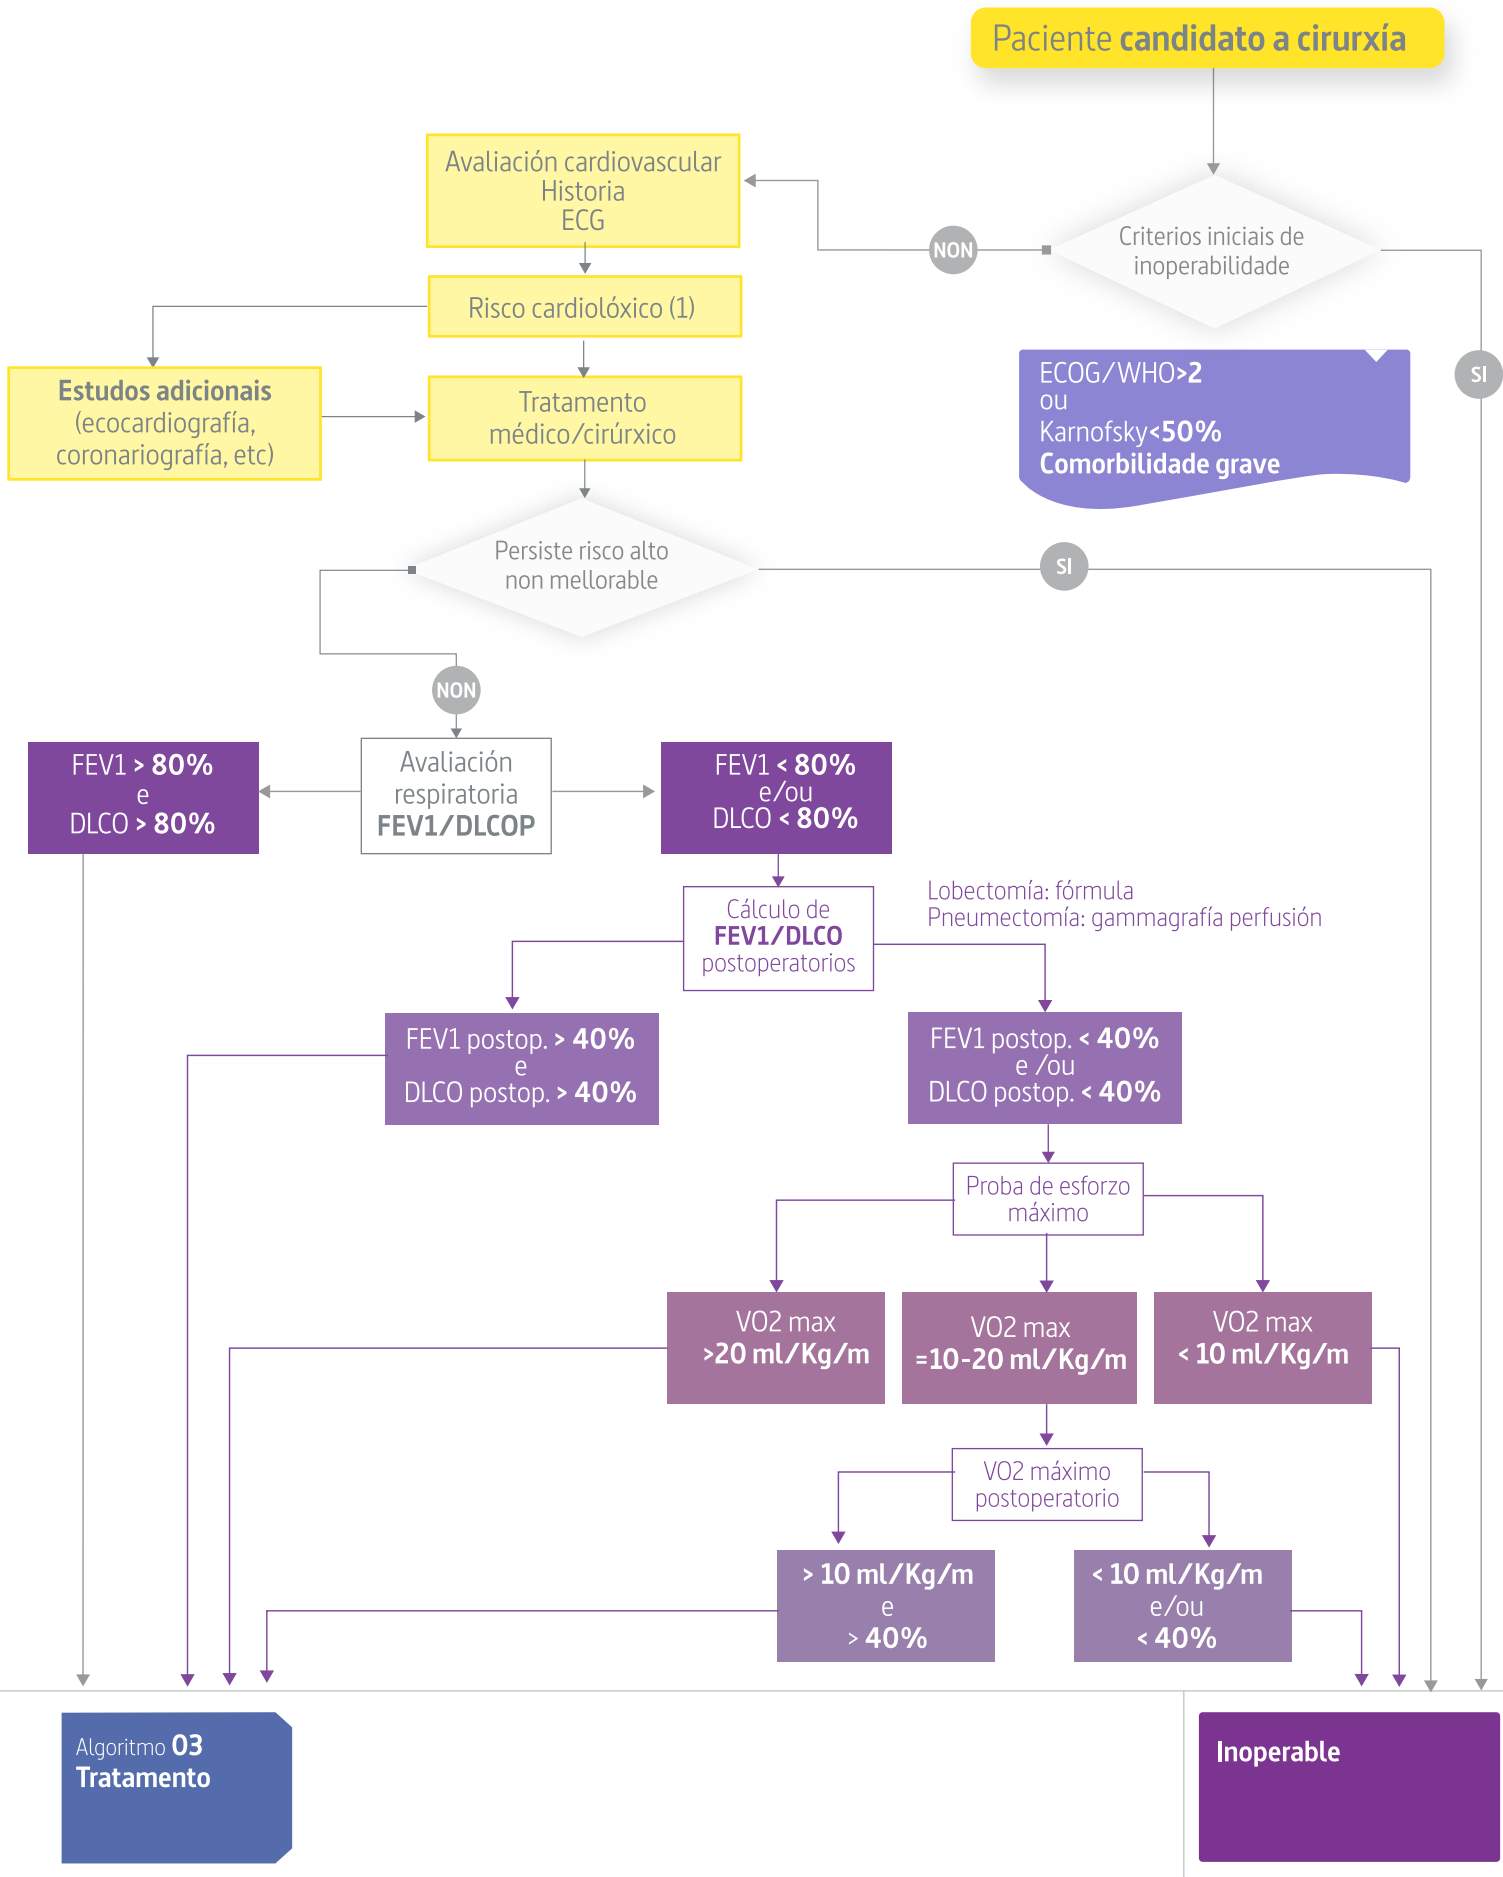 Paciente candidato a cirurxía
Criterios iniciais de
inoperabilidade
NON
SI
ECOG/WHO>2
ou
Karnofsky<50%
Comorbilidade grave
Avaliación cardiovascular
Historia
ECG
Risco cardiolóxico (1)
Estudos adicionais
(ecocardiografía,
coronariografía, etc)
Tratamento
médico/cirúrxico
Persiste risco alto
non mellorable
SI
NON
Avaliación
respiratoria
FEV1/DLCOP
FEV1 > 80%
e
DLCO > 80%
FEV1 < 80%
e/ou
DLCO < 80%
Cálculo de
FEV1/DLCO
postoperatorios
Lobectomía: fórmula
Pneumectomía: gammagrafía perfusión
FEV1 postop. > 40%
e
DLCO postop. > 40%
FEV1 postop. < 40%
e /ou
DLCO postop. < 40%
Proba de esforzo
máximo
VO2 max
>20 ml/Kg/m
VO2 max
=10-20 ml/Kg/m
VO2 max
< 10 ml/Kg/m
VO2 máximo
postoperatorio
> 10 ml/Kg/m
e
> 40%
< 10 ml/Kg/m
e/ou
< 40%
Algoritmo 03
Tratamento
Inoperable